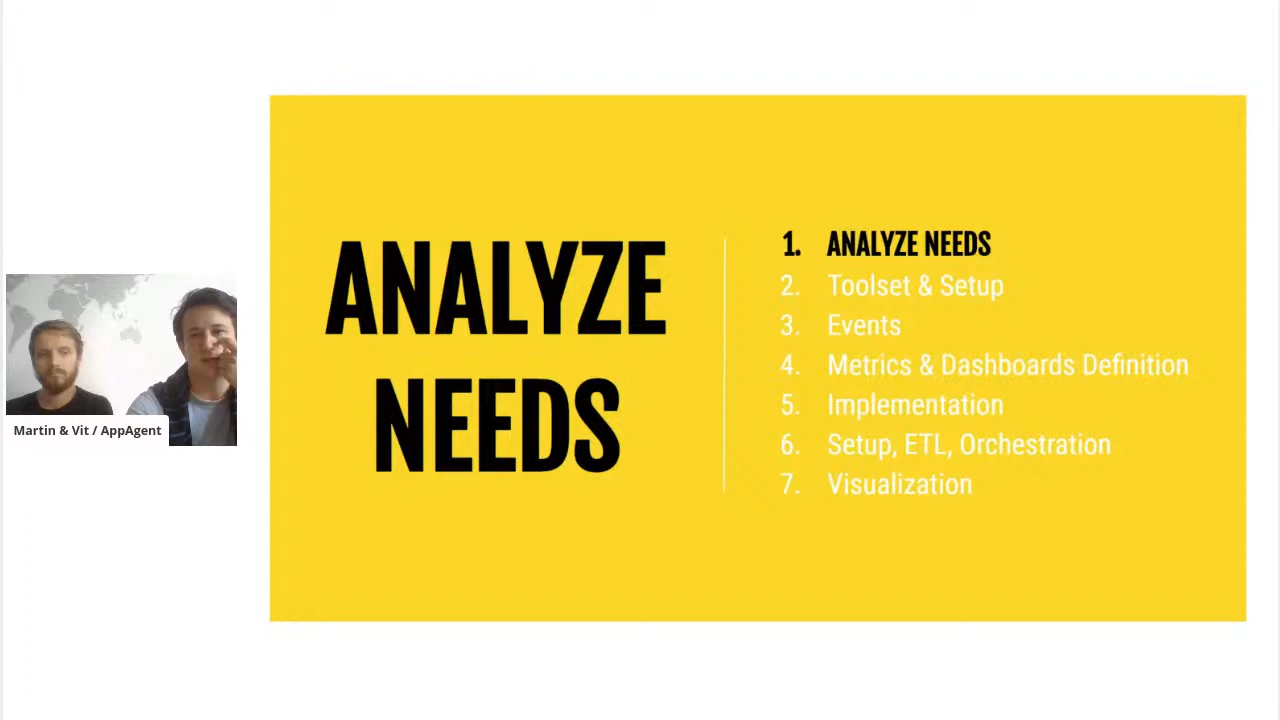 ANALYZE
NEEDS
1. ANALYZE NEEDS
2. Toolset & Setup
3. Events
4. Metrics & Dashboards Definition
5. Implementation
6. Setup, ETL, Orchestration
7. Visualization
Martin & Vit / AppAgent